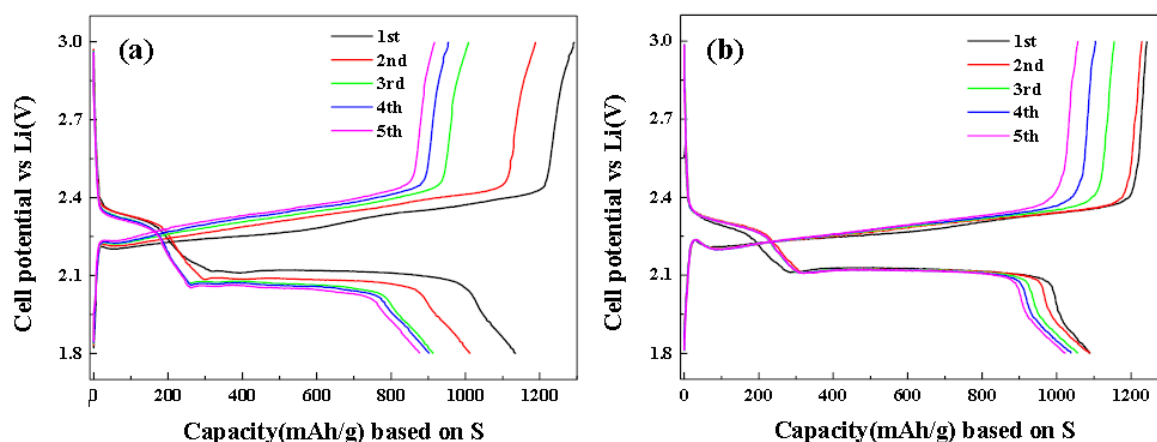 (a)
1st
2nd
3rd
4th
5th
3.0
2.7
2.4
2.1
1.8
Cell potential vs Li(V)
0 200 400 600 800 1000 1200
Capacity(mAh/g) based on S
(b)
1st
2nd
3rd
4th
5th
3.0
2.7
2.4
2.1
1.8
Cell potential vs Li(V)
0 200 400 600 800 1000 1200
Capacity(mAh/g) based on S